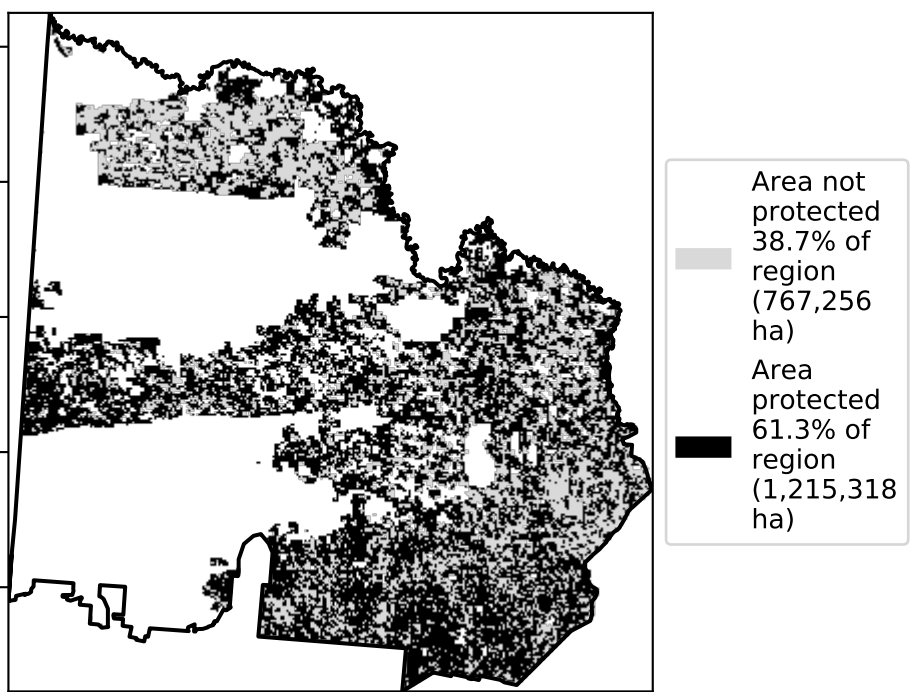 Area not
protected
38.7% of
region
(767,256
ha)
Area
protected
61.3% of
region
(1,215,318
ha)